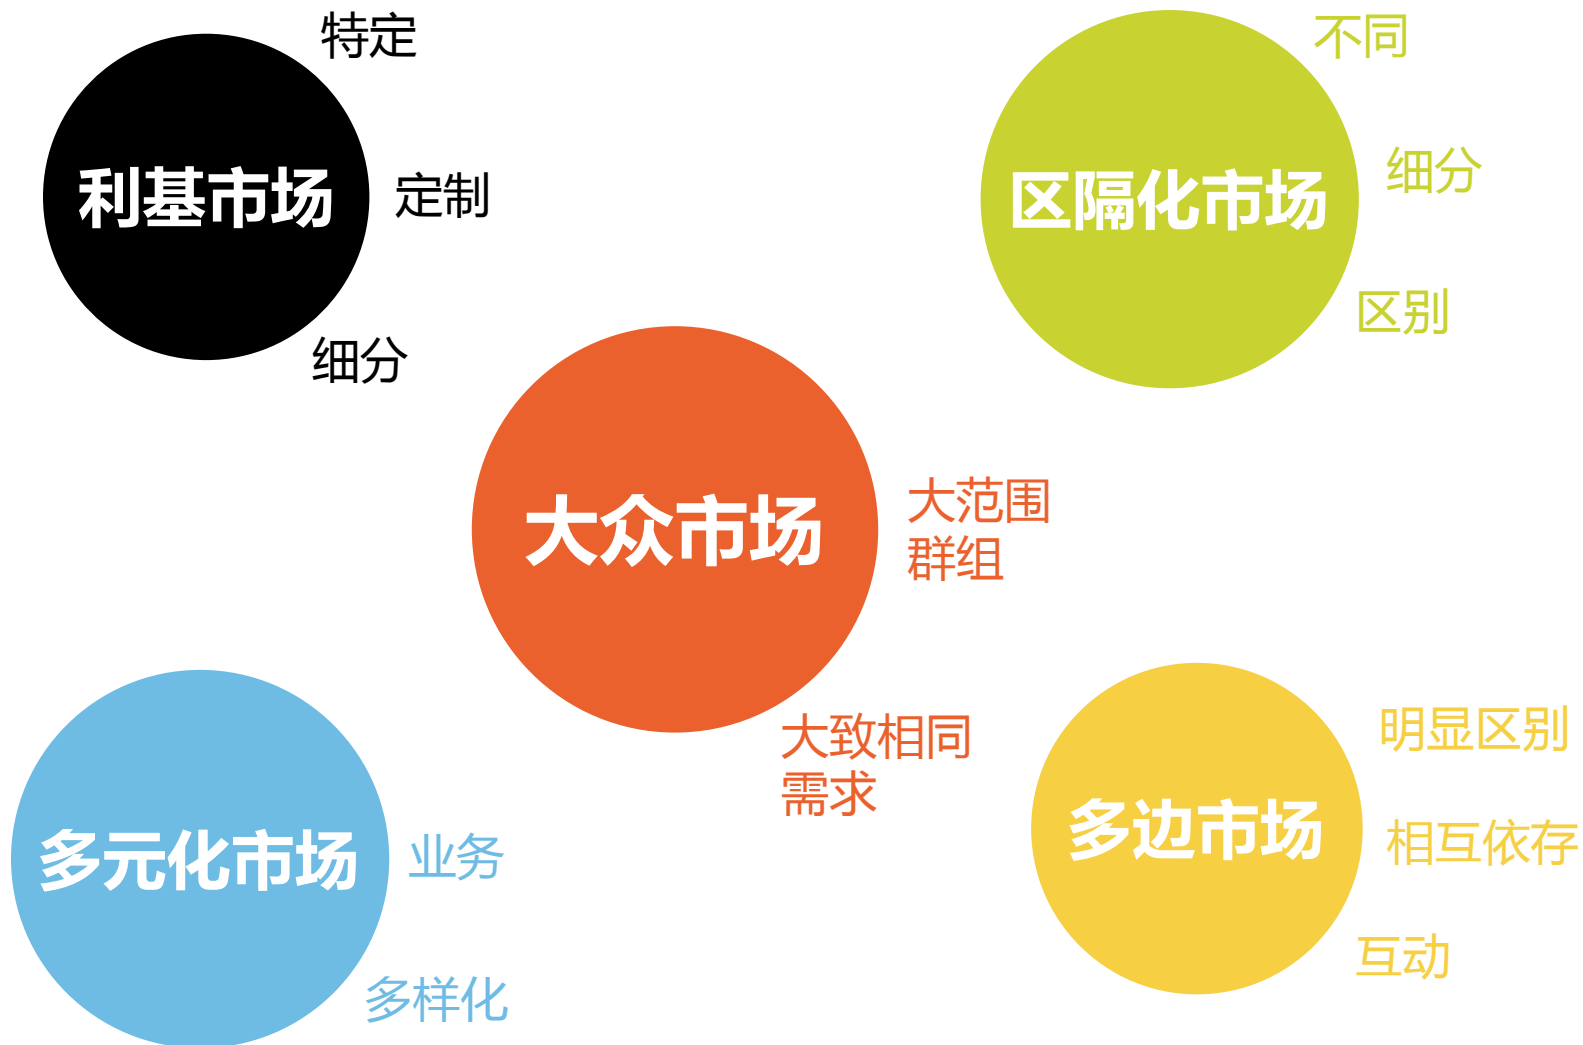 特定
利基市场
定制
细分
不同
区隔化市场
细分
区别
大众市场
大范围
群组
大致相同
需求
多元化市场
业务
多样化
明显区别
多边市场
相互依存
互动